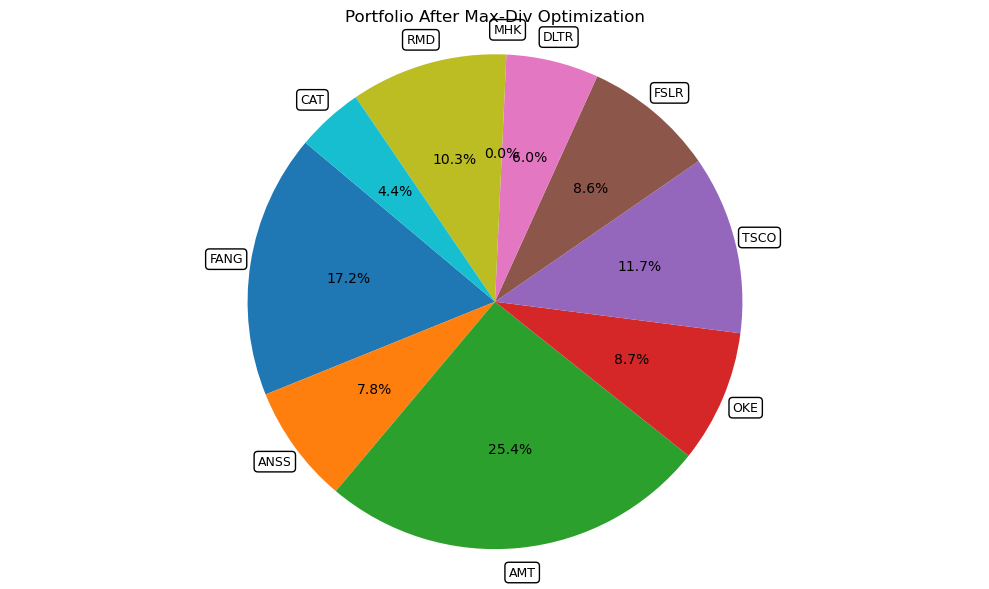 Portfolio After Max-Div Optimization
MHK
DLTR
RMD
FSLR
CAT
0.0%
6.0%
10.3%
8.6%
4.4%
TSCO
FANG
11.7%
17.2%
8.7%
7.8%
OKE
25.4%
ANSS
AMT